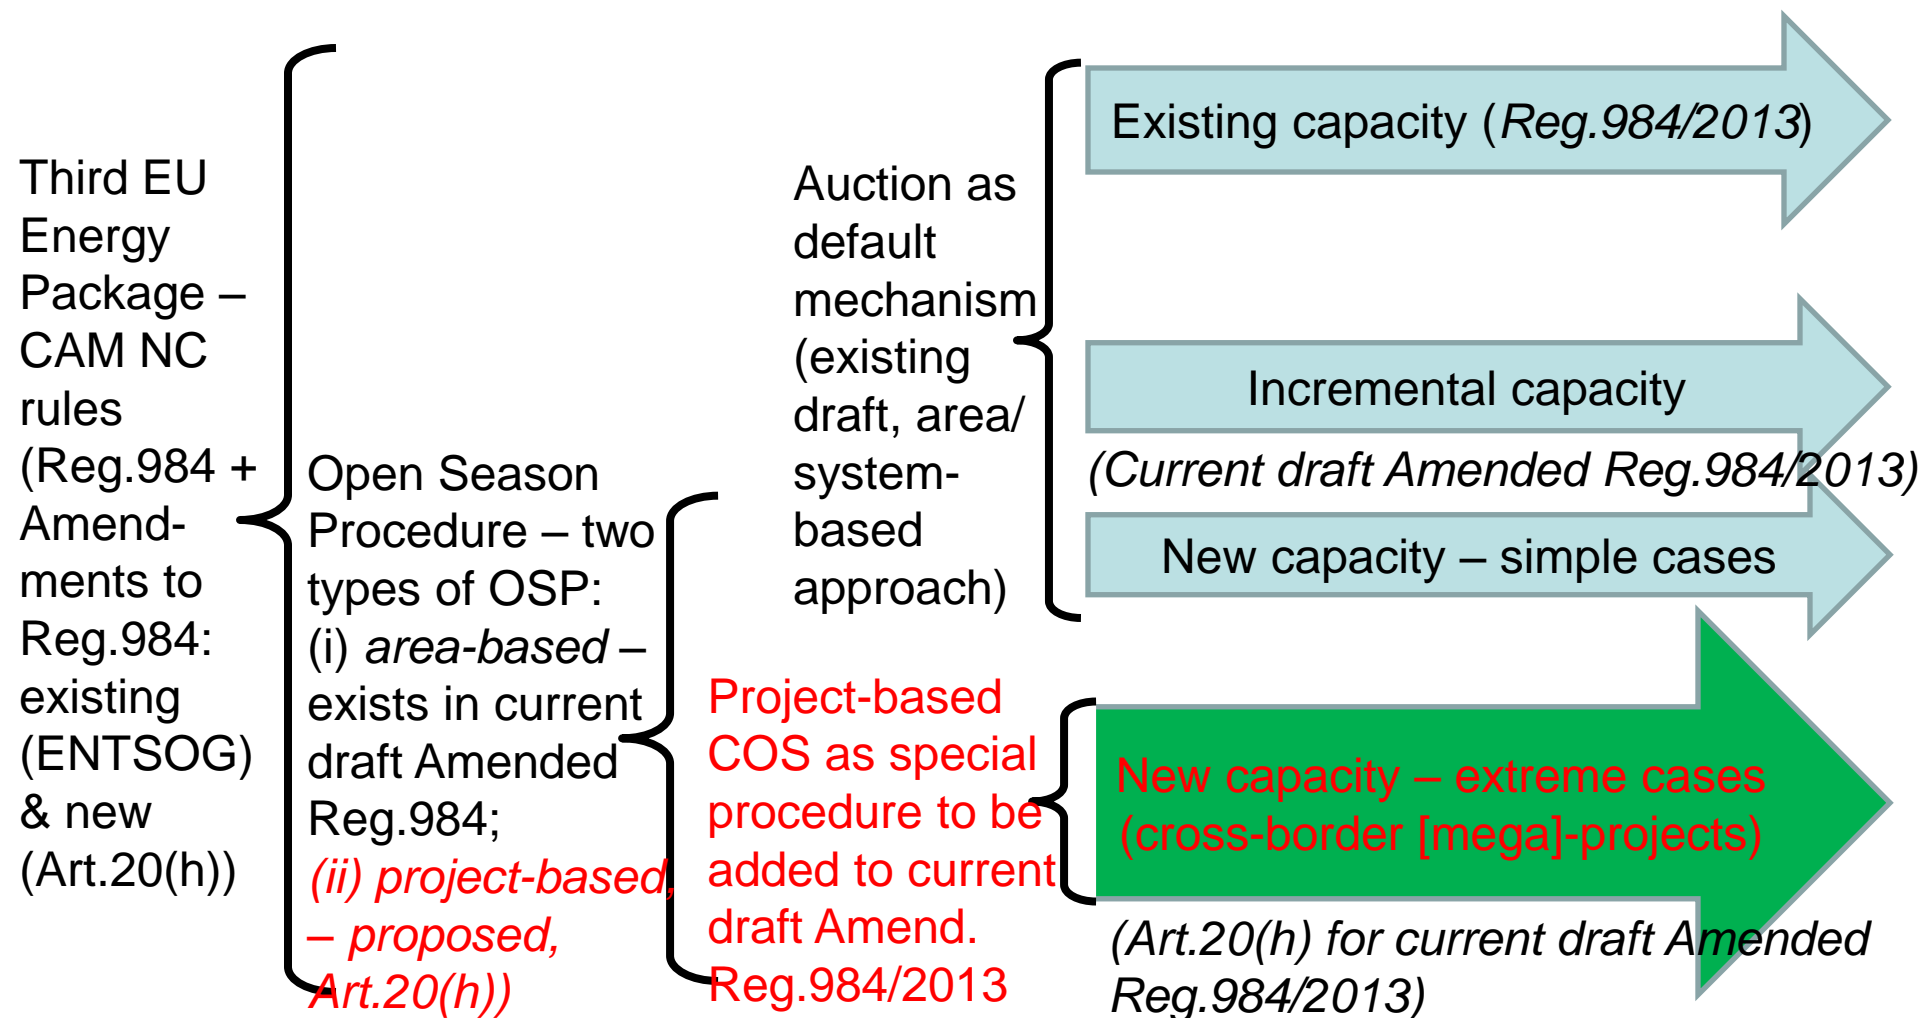 Third EU
Energy
Package –
CAM NC
rules
(Reg.984 +
Amend-
ments to
Reg.984:
existing
(ENTSOG)
& new
(Art.20(h))
Open Season
Procedure – two
types of OSP:
(i) area-based –
exists in current
draft Amended
Reg.984;
(ii) project-based,
– proposed,
Art.20(h))
Auction as
default
mechanism
(existing
draft, area/
system-
based
approach)
Project-based
COS as special
procedure to be
added to current
draft Amend.
Reg.984/2013
Existing capacity (Reg.984/2013)
Incremental capacity
(Current draft Amended Reg.984/2013)
New capacity – simple cases
New capacity – extreme cases
(cross-border [mega]-projects)
(Art.20(h) for current draft Amended
Reg.984/2013)